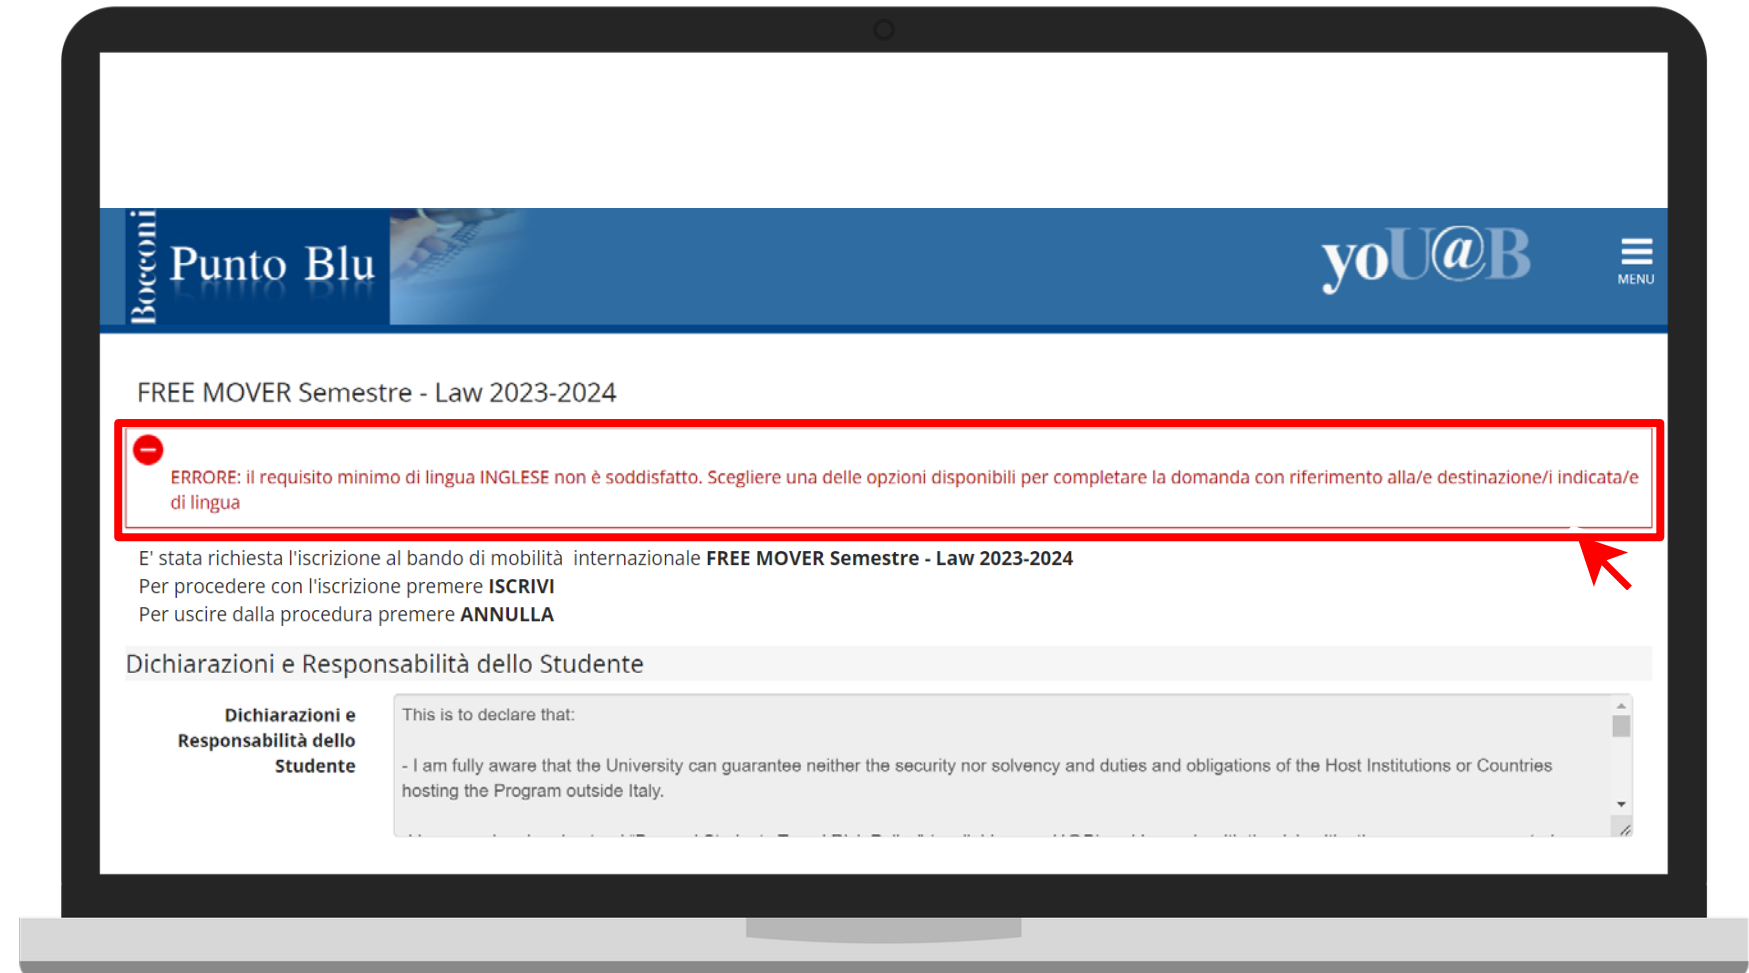 Bocconi
Punto Blu
yoU@B
MENU
FREE MOVER Semestre - Law 2023-2024
ERRORE: il requisito minimo di lingua INGLESE non è soddisfatto. Scegliere una delle opzioni disponibili per completare la domanda con riferimento alla/e destinazione/i indicata/e
di lingua
E' stata richiesta l'iscrizione al bando di mobilità internazionale FREE MOVER Semestre - Law 2023-2024
Per procedere con l'iscrizione premere ISCRIVI
Per uscire dalla procedura premere ANNULLA
Dichiarazioni e Responsabilità dello Studente
Dichiarazioni e
Responsabilità dello
Studente
This is to declare that:
- I am fully aware that the University can guarantee neither the security nor solvency and duties and obligations of the Host Institutions or Countries
hosting the Program outside Italy.